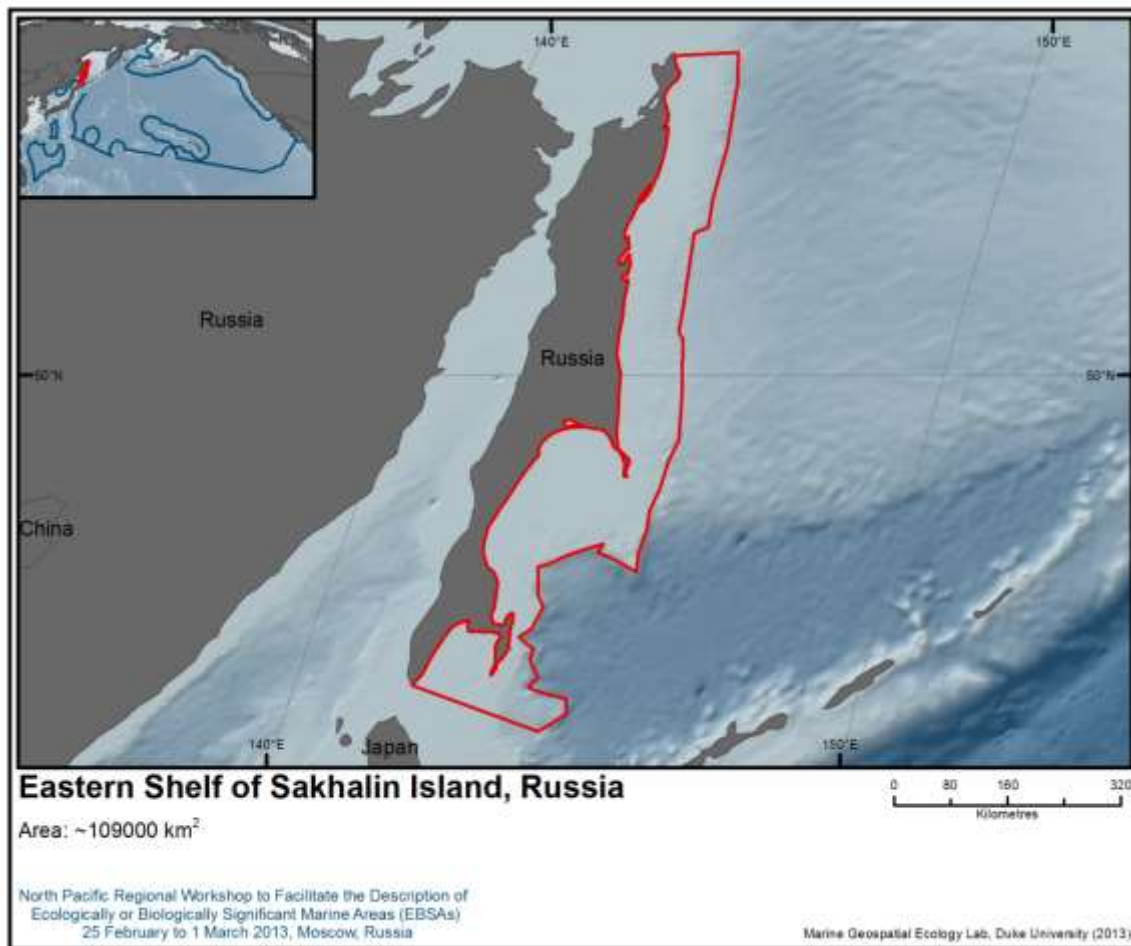 140°E
150°E
Russia
Russia
50°N
50°N
China
140°E
Japan
150°E
Eastern Shelf of Sakhalin Island, Russia
0 80 160 320
Kilometres
Area: ~109000 km²
North Pacific Regional Workshop to Facilitate the Description of
Ecologically or Biologically Significant Marine Areas (EBSAs)
25 February to 1 March 2013, Moscow, Russia
Marine Geospatial Ecology Lab, Duke University (2013)